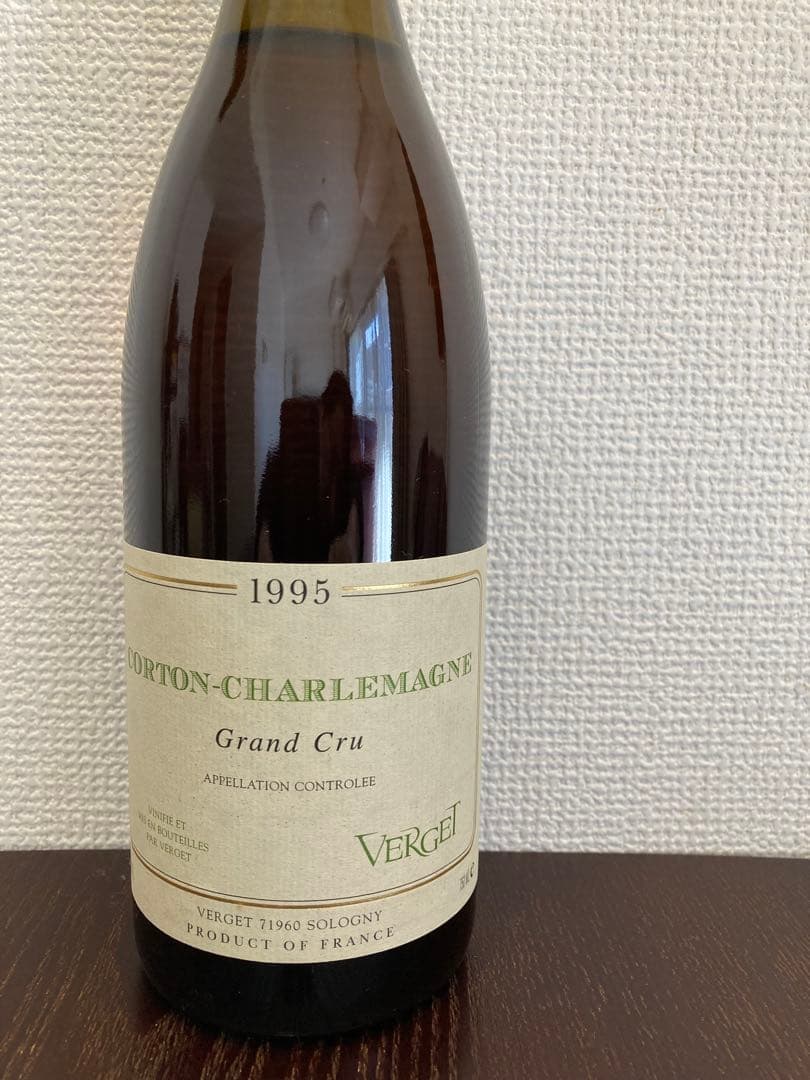 1995
CORTON-CHARLEMAGNE
Grand Cru
APPELLATION CONTROLEE
VINIFIE ET
MIS EN BOUTEILLES
PAR VERGET
VERGET
VERGET 71960 SOLOGNY
PRODUCT OF FRANCE